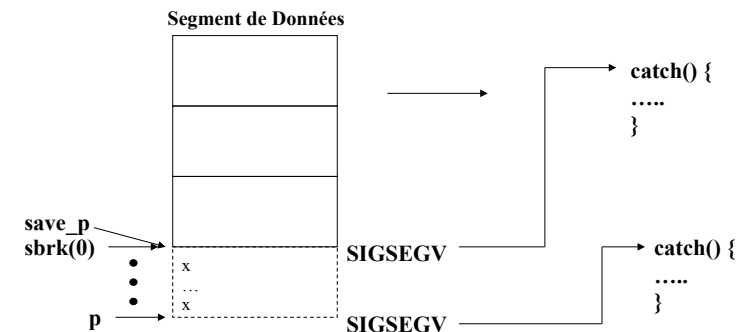 Segment de Données
catch() {
…..
}
save_p
sbrk(0)
SIGSEGV
x
…
x
p
SIGSEGV
catch() {
…..
}